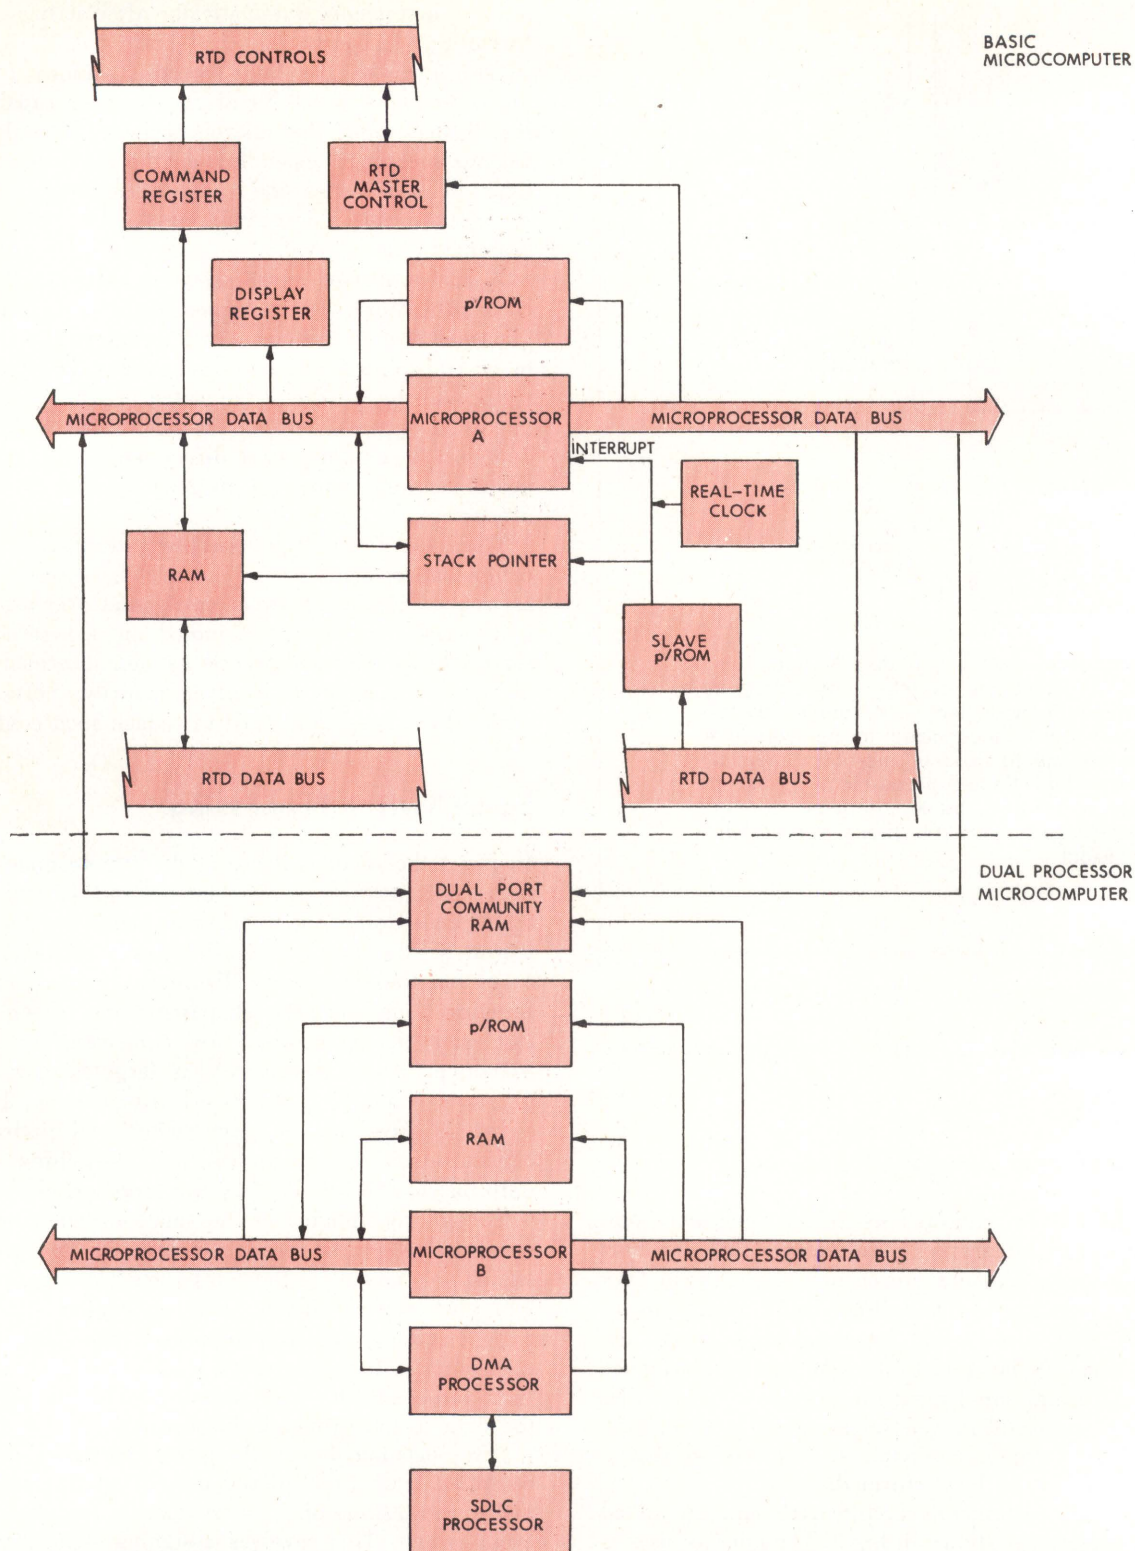 RTD CONTROLS
BASIC
MICROCOMPUTER
COMMAND
REGISTER
RTD
MASTER
CONTROL
DISPLAY
REGISTER
p/ROM
MICROPROCESSOR DATA BUS
MICROPROCESSOR
A
MICROPROCESSOR DATA BUS
INTERRUPT
REAL-TIME
CLOCK
STACK POINTER
RAM
SLAVE
p/ROM
RTD DATA BUS
RTD DATA BUS
DUAL PORT
COMMUNITY
RAM
DUAL PROCESSOR
MICROCOMPUTER
p/ROM
RAM
MICROPROCESSOR DATA BUS
MICROPROCESSOR
B
MICROPROCESSOR DATA BUS
DMA
PROCESSOR
SDLC
PROCESSOR